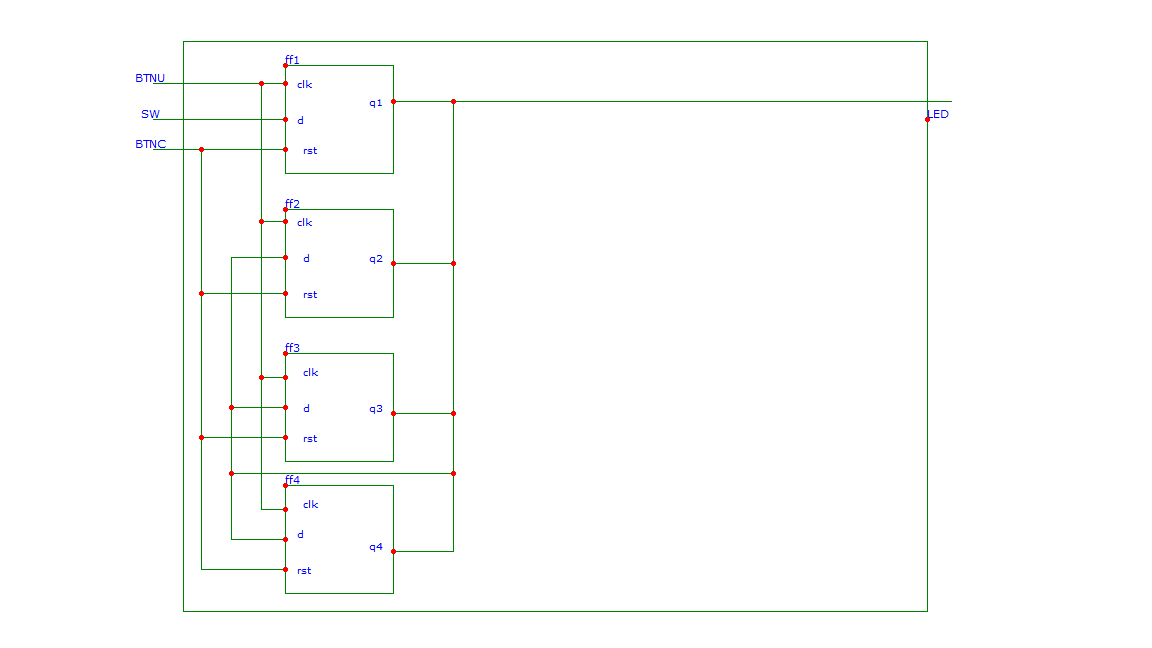 ff1
BTNU
clk
q1
SW
d
LED
BTNC
rst
ff2
clk
d
q2
rst
ff3
clk
d
q3
rst
ff4
clk
d
q4
rst